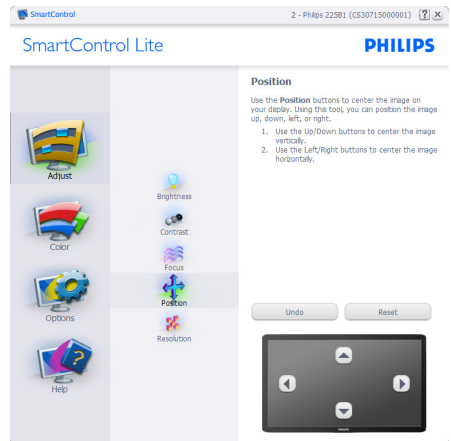 SmartControl
2 - Philips 225B1 (CS30715000001)
?
SmartControl Lite
PHILIPS
Position
Use the Position buttons to center the image on
your display. Using this tool, you can position the image
up, down, left, or right.
1. Use the Up/Down buttons to center the image
vertically.
2. Use the Left/Right buttons to center the image
horizontally.
Adjust
Color
Options
Help
Brightness
Contrast
Focus
Position
Resolution
Undo
Reset
PHILIPS